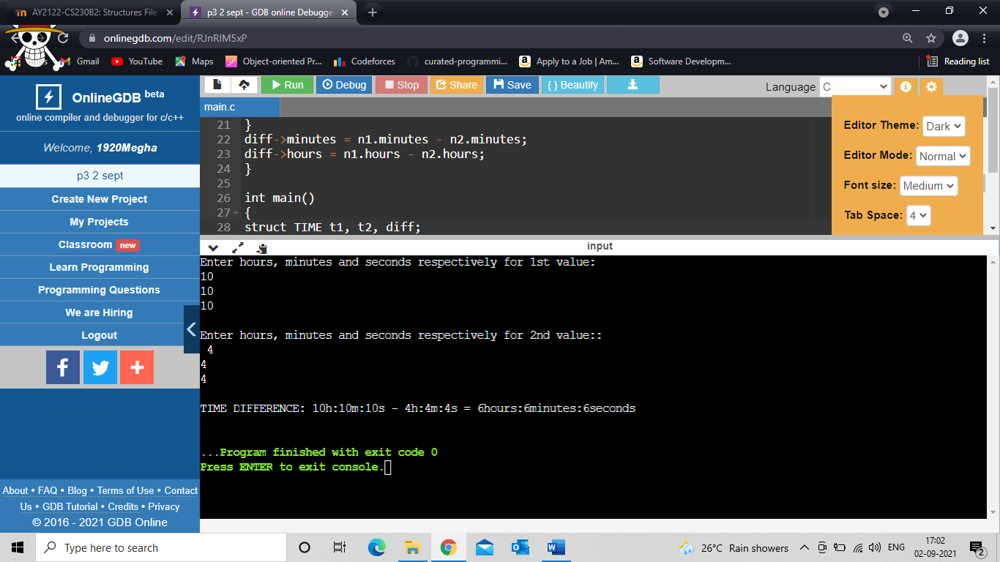 AY2122-CS230B2: Structures File
p3 2 sept - GDB online Debugger
onlinegdb.com/edit/RJnRIM5xP
Apps Gmail YouTube Maps Object-oriented Pr... Codeforces curated-programmi... Apply to a Job | Am... Software Developm... Reading list
OnlineGDB beta
online compiler and debugger for c/c++
Welcome, 1920Megha
p3 2 sept
Create New Project
My Projects
Classroom new
Learn Programming
Programming Questions
We are Hiring
Logout
About • FAQ • Blog • Terms of Use • Contact
Us • GDB Tutorial • Credits • Privacy
© 2016 - 2021 GDB Online
Run Debug Stop Share Save { } Beautify
Language C
main.c
21 }
22 diff->minutes = n1.minutes - n2.minutes;
23 diff->hours = n1.hours - n2.hours;
24 }
25
26 int main()
27 {
28 struct TIME t1, t2, diff;
Editor Theme: Dark
Editor Mode: Normal
Font size: Medium
Tab Space: 4
input
Enter hours, minutes and seconds respectively for 1st value:
10
10
10
Enter hours, minutes and seconds respectively for 2nd value::
4
4
4
TIME DIFFERENCE: 10h:10m:10s - 4h:4m:4s = 6hours:6minutes:6seconds
...Program finished with exit code 0
Press ENTER to exit console.
Type here to search
26°C Rain showers
ENG
17:02
02-09-2021
2